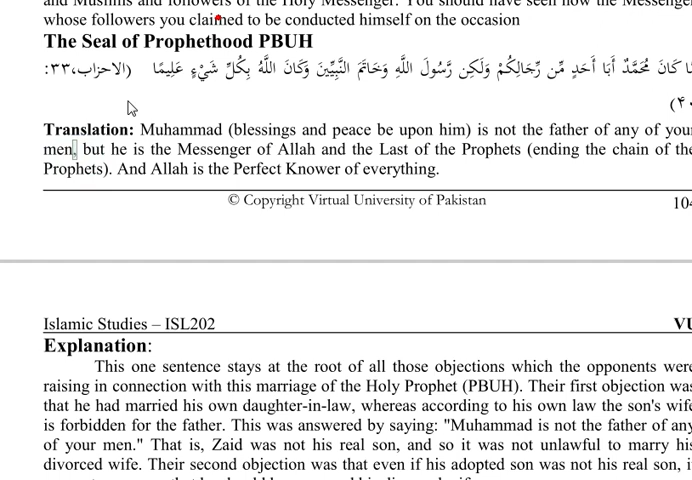 and Muslims and followers of the Holy Messenger. You should have seen how the Messenger
whose followers you claimed to be conducted himself on the occasion
The Seal of Prophethood PBUH
كَانَ مُحَمَّدٌ أَبَا أَحَدٍ مِّن رِّجَالِكُمْ وَلَكِن رَّسُولَ اللَّهِ وَخَاتَمَ النَّبِيِّينَ وَكَانَ اللَّهُ بِكُلِّ شَيْءٍ عَلِيمًا (الاحزاب،۳۳:
(۴۰
Translation: Muhammad (blessings and peace be upon him) is not the father of any of your
men, but he is the Messenger of Allah and the Last of the Prophets (ending the chain of the
Prophets). And Allah is the Perfect Knower of everything.
© Copyright Virtual University of Pakistan 104
Islamic Studies – ISL202 VU
Explanation:
This one sentence stays at the root of all those objections which the opponents were
raising in connection with this marriage of the Holy Prophet (PBUH). Their first objection was
that he had married his own daughter-in-law, whereas according to his own law the son's wife
is forbidden for the father. This was answered by saying: "Muhammad is not the father of any
of your men." That is, Zaid was not his real son, and so it was not unlawful to marry his
divorced wife. Their second objection was that even if his adopted son was not his real son, i